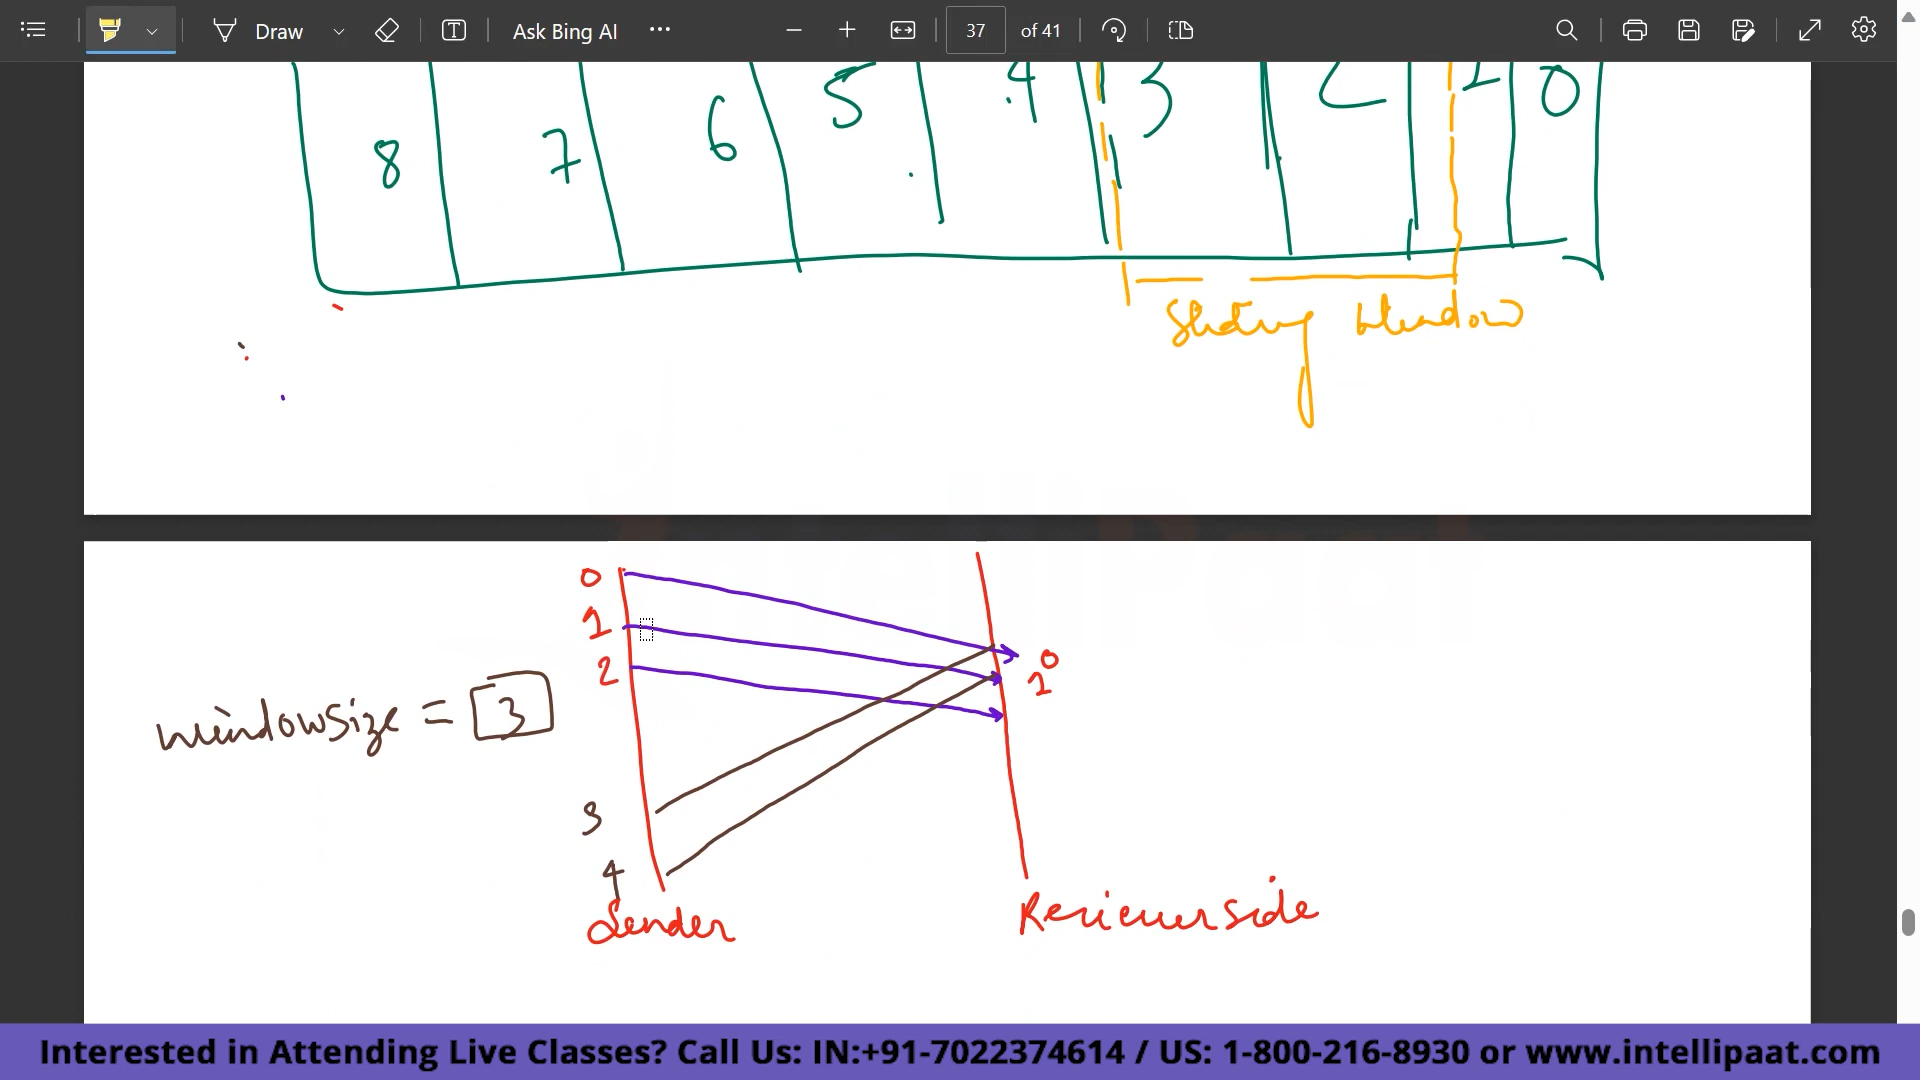 Draw Ask Bing AI 37 of 41
8 7 6 5 4 3 2 1 0
Sliding Window
0
1
2
0
1
windowsize = 3
3
4
Sender
Recieverside
Interested in Attending Live Classes? Call Us: IN:+91-7022374614 / US: 1-800-216-8930 or www.intellipaat.com